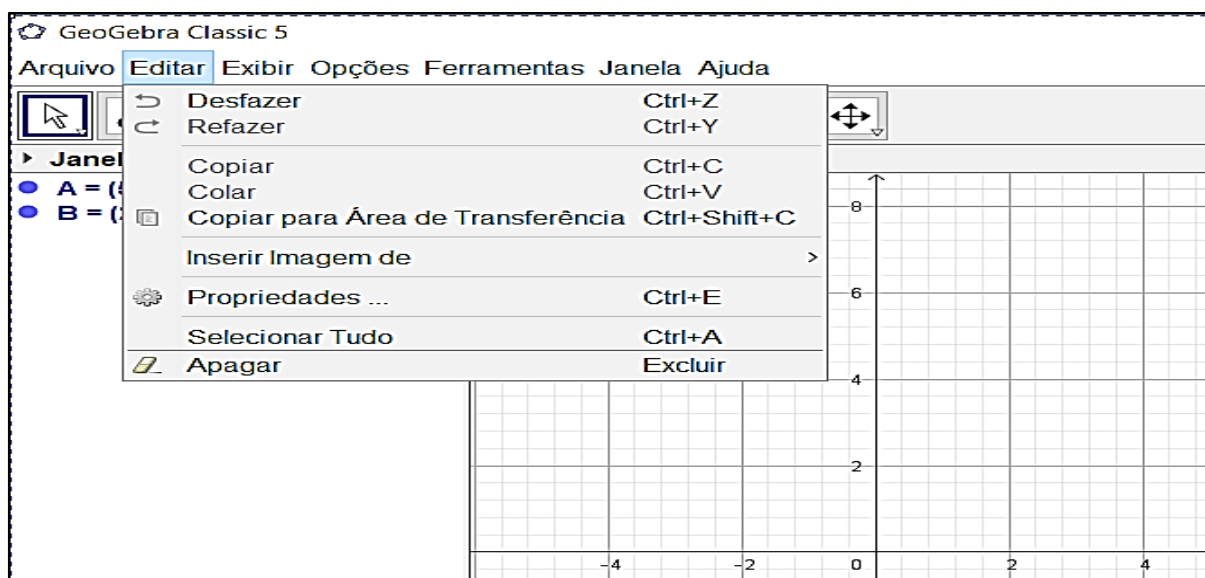 GeoGebra Classic 5
Arquivo Editar Exibir Opções Ferramentas Janela Ajuda
Desfazer Ctrl+Z
Refazer Ctrl+Y
Copiar Ctrl+C
Colar Ctrl+V
Copiar para Área de Transferência Ctrl+Shift+C
Inserir Imagem de >
Propriedades ... Ctrl+E
Selecionar Tudo Ctrl+A
Apagar Excluir
A = (
B = (
8
6
4
2
-4 -2 0 2 4